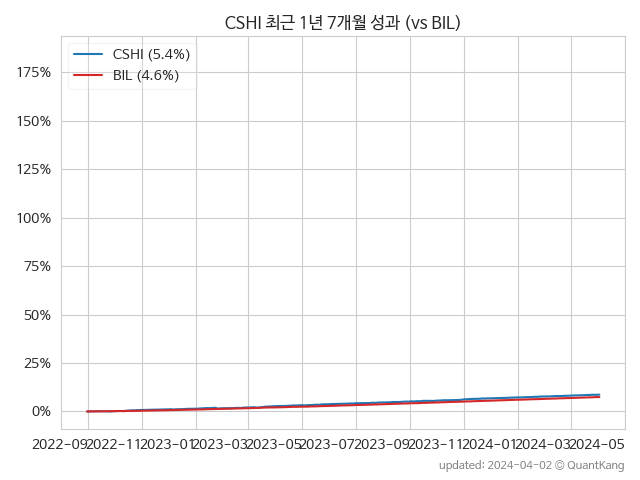 CSHI 최근 1년 7개월 성과 (vs BIL)
CSHI (5.4%)
BIL (4.6%)
175%
150%
125%
100%
75%
50%
25%
0%
2022-09 2022-11 2023-01 2023-03 2023-05 2023-07 2023-09 2023-11 2024-01 2024-03 2024-05
updated: 2024-04-02 © QuantKang